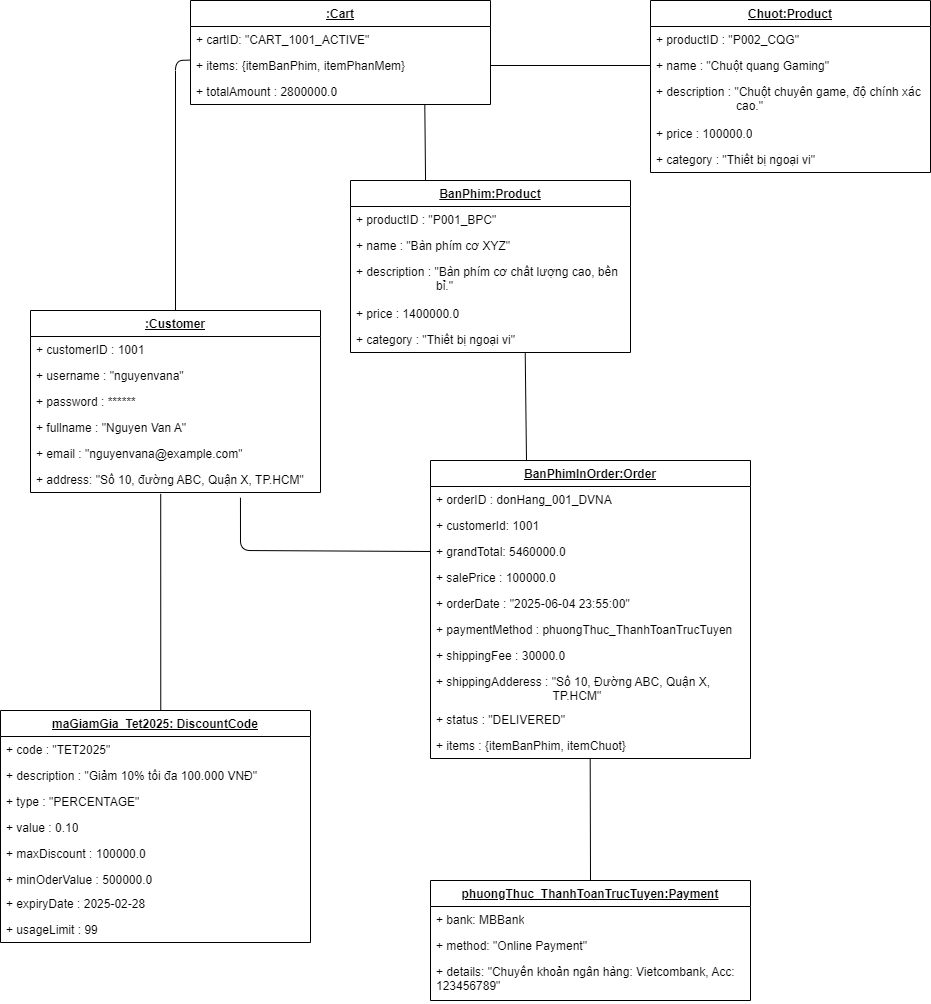 :Cart
+ cartID: "CART_1001_ACTIVE"
+ items: {itemBanPhim, itemPhanMem}
+ totalAmount : 2800000.0
Chuot:Product
+ productID : "P002_CQG"
+ name : "Chuột quang Gaming"
+ description : "Chuột chuyên game, độ chính xác
cao."
+ price : 100000.0
+ category : "Thiết bị ngoại vi"
BanPhim:Product
+ productID : "P001_BPC"
+ name : "Bàn phím cơ XYZ"
+ description : "Bàn phím cơ chất lượng cao, bền
bỉ."
+ price : 1400000.0
+ category : "Thiết bị ngoại vi"
:Customer
+ customerID : 1001
+ username : "nguyenvana"
+ password : ******
+ fullname : "Nguyen Van A"
+ email : "nguyenvana@example.com"
+ address: "Số 10, đường ABC, Quận X, TP.HCM"
BanPhimInOrder:Order
+ orderID : donHang_001_DVNA
+ customerId: 1001
+ grandTotal: 5460000.0
+ salePrice : 100000.0
+ orderDate : "2025-06-04 23:55:00"
+ paymentMethod : phuongThuc_ThanhToanTrucTuyen
+ shippingFee : 30000.0
+ shippingAdderess : "Số 10, Đường ABC, Quận X,
TP.HCM"
+ status : "DELIVERED"
+ items : {itemBanPhim, itemChuot}
maGiamGia_Tet2025: DiscountCode
+ code : "TET2025"
+ description : "Giảm 10% tối đa 100.000 VNĐ"
+ type : "PERCENTAGE"
+ value : 0.10
+ maxDiscount : 100000.0
+ minOderValue : 500000.0
+ expiryDate : 2025-02-28
+ usageLimit : 99
phuongThuc_ThanhToanTrucTuyen:Payment
+ bank: MBBank
+ method: "Online Payment"
+ details: "Chuyển khoản ngân hàng: Vietcombank, Acc:
123456789"